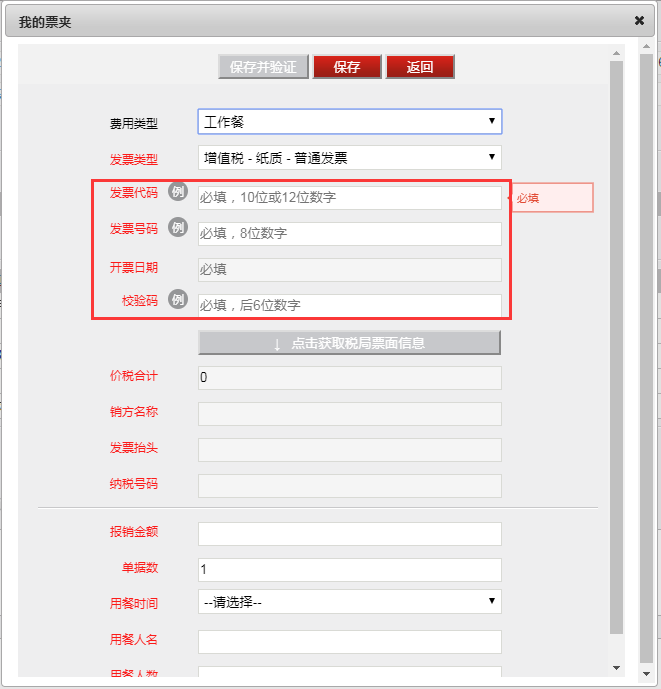 我的票夹
保存并验证 保存 返回
费用类型 工作餐
发票类型 增值税 - 纸质 - 普通发票
发票代码 例 必填，10位或12位数字 必填
发票号码 例 必填，8位数字
开票日期 必填
校验码 例 必填，后6位数字
↓ 点击获取税局票面信息
价税合计 0
销方名称
发票抬头
纳税号码
报销金额
单据数 1
用餐时间 --请选择--
用餐人名
用餐人数